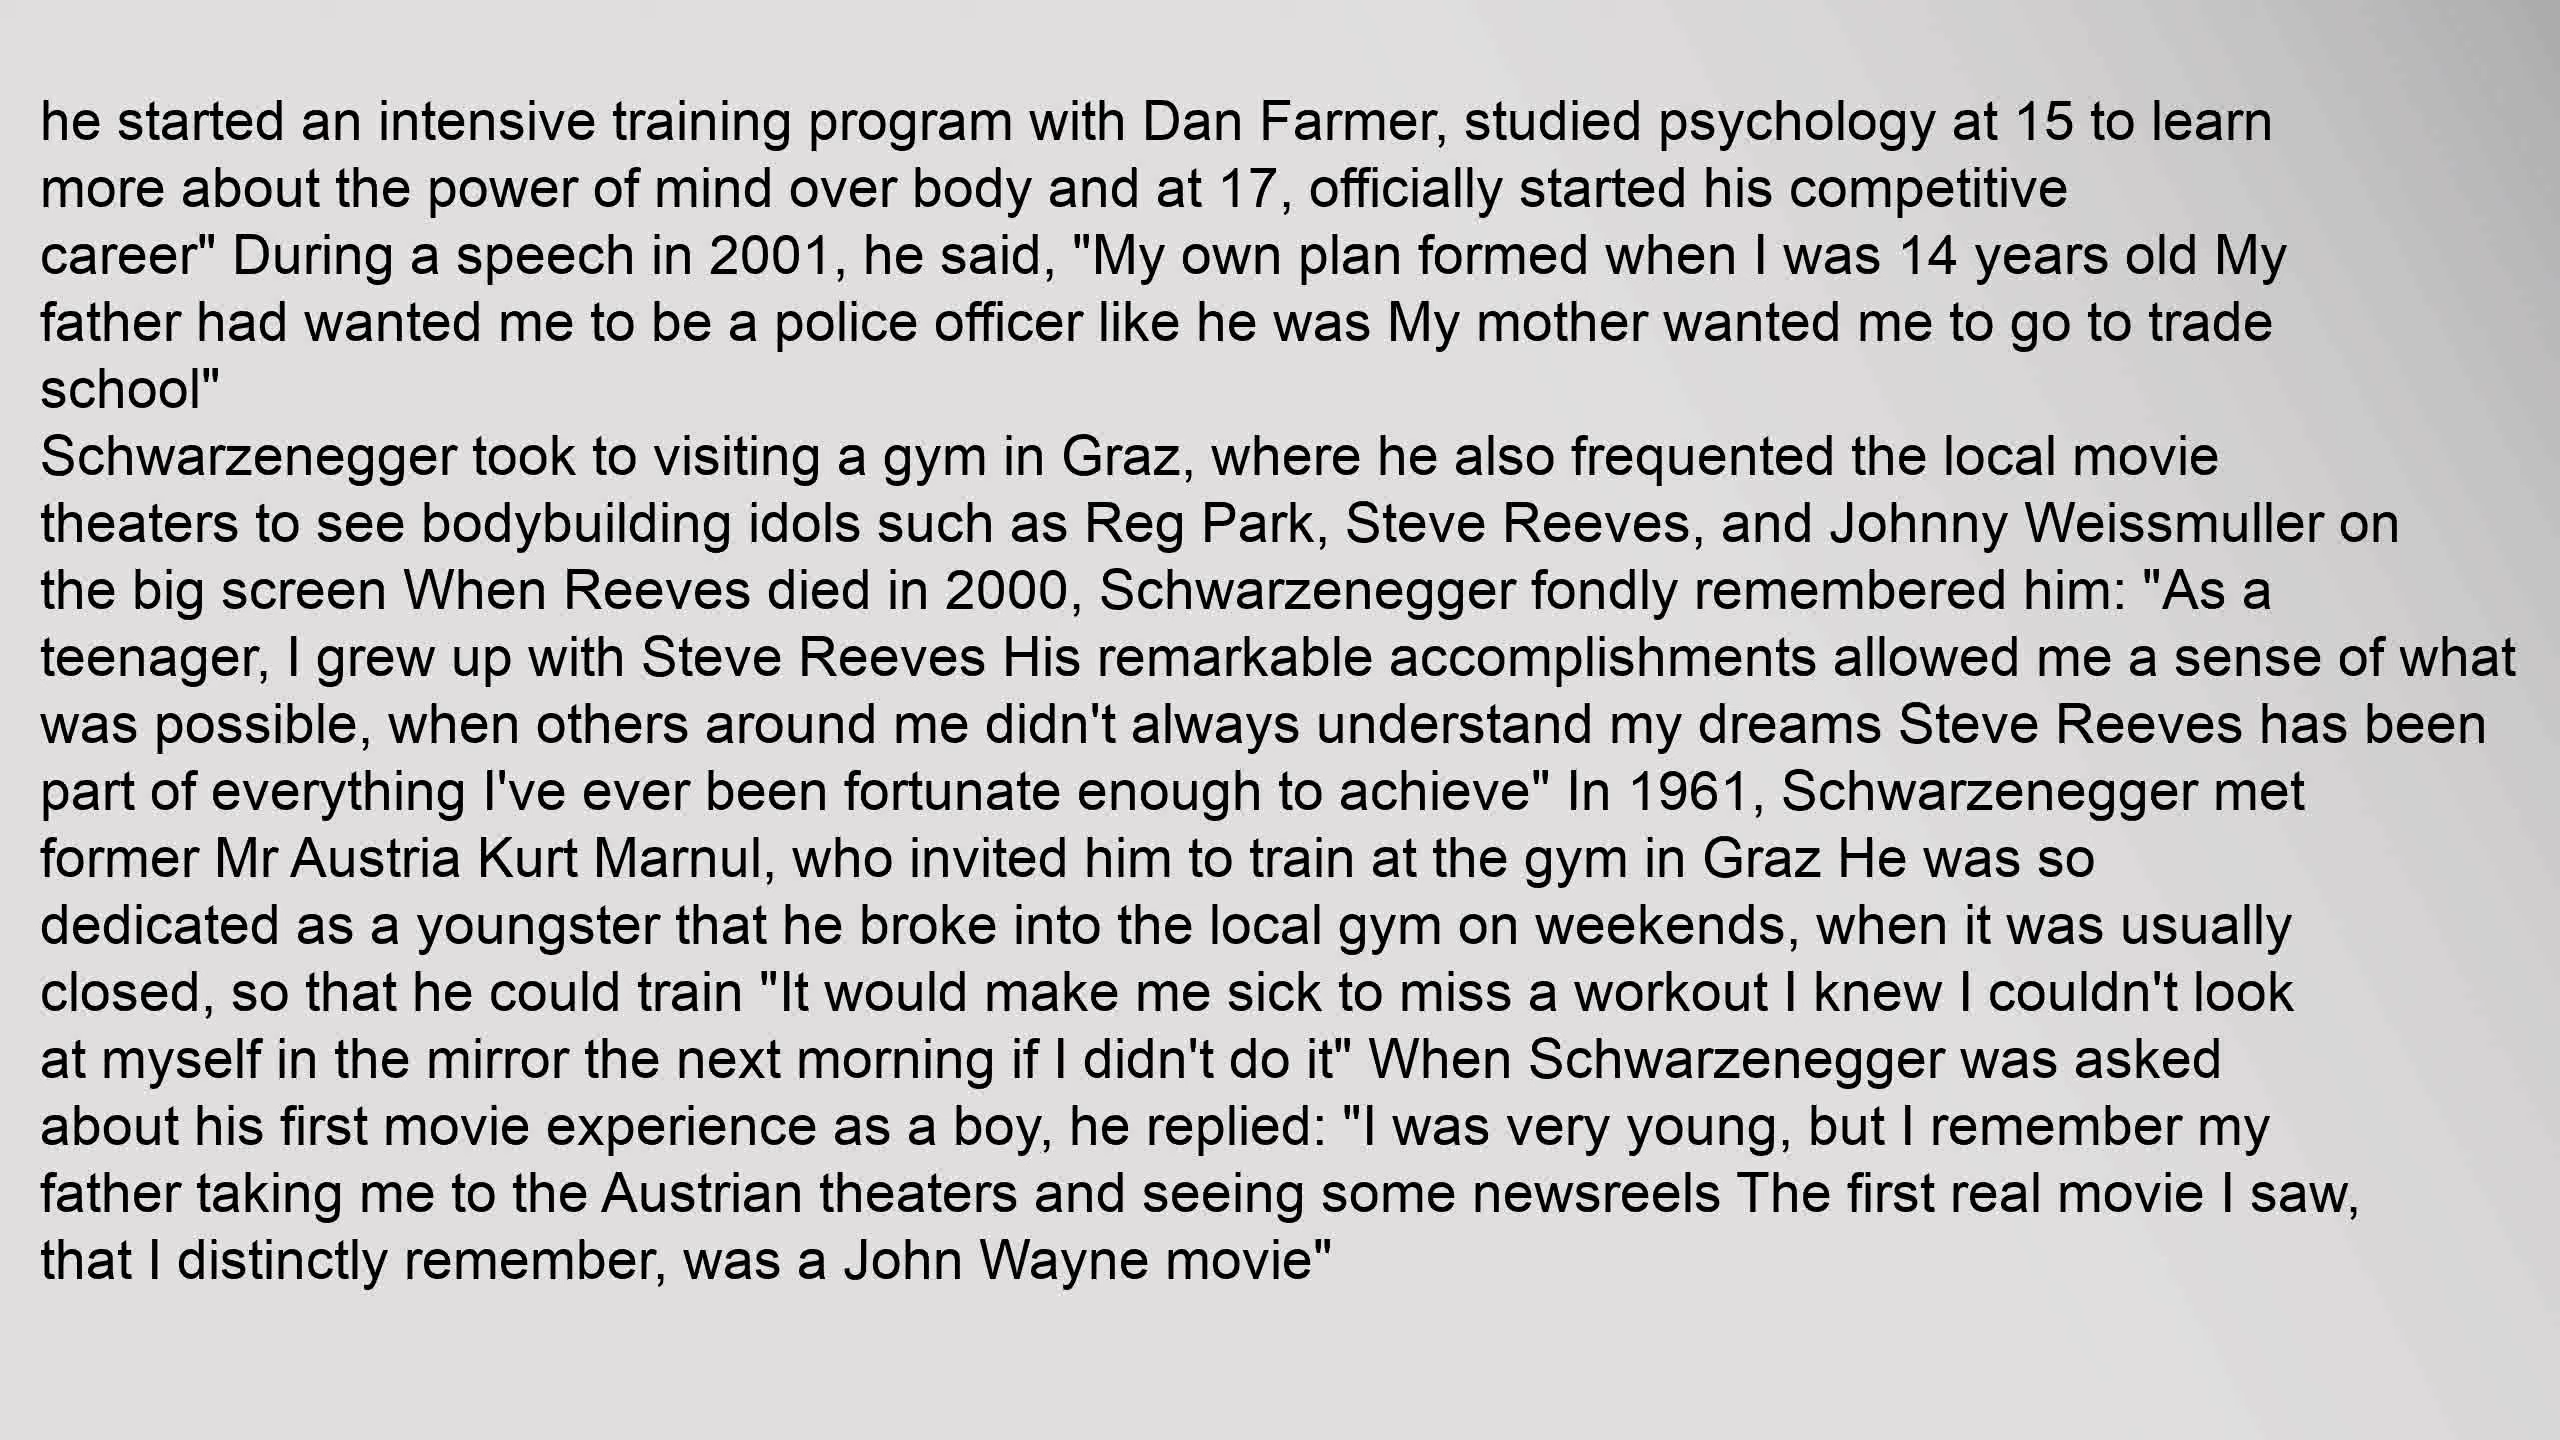 he started an intensive training program with Dan Farmer, studied psychology at 15 to learn
more about the power of mind over body and at 17, officially started his competitive
career" During a speech in 2001, he said, "My own plan formed when I was 14 years old My
father had wanted me to be a police officer like he was My mother wanted me to go to trade
school"
Schwarzenegger took to visiting a gym in Graz, where he also frequented the local movie
theaters to see bodybuilding idols such as Reg Park, Steve Reeves, and Johnny Weissmuller on
the big screen When Reeves died in 2000, Schwarzenegger fondly remembered him: "As a
teenager, I grew up with Steve Reeves His remarkable accomplishments allowed me a sense of what
was possible, when others around me didn't always understand my dreams Steve Reeves has been
part of everything I've ever been fortunate enough to achieve" In 1961, Schwarzenegger met
former Mr Austria Kurt Marnul, who invited him to train at the gym in Graz He was so
dedicated as a youngster that he broke into the local gym on weekends, when it was usually
closed, so that he could train "It would make me sick to miss a workout I knew I couldn't look
at myself in the mirror the next morning if I didn't do it" When Schwarzenegger was asked
about his first movie experience as a boy, he replied: "I was very young, but I remember my
father taking me to the Austrian theaters and seeing some newsreels The first real movie I saw,
that I distinctly remember, was a John Wayne movie"